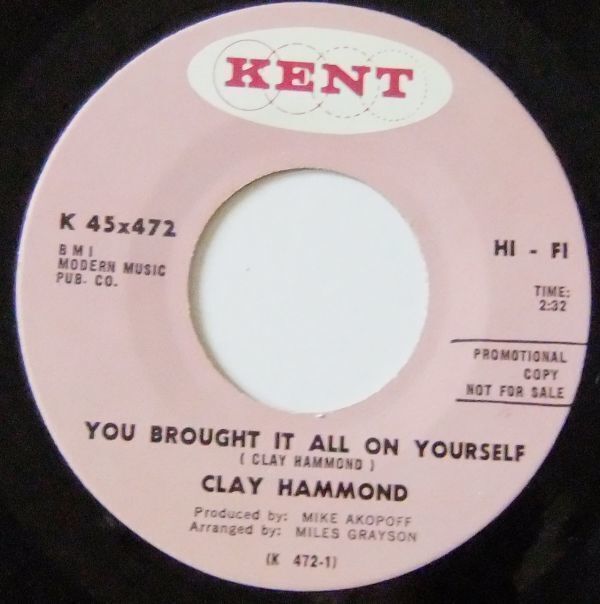 KENT
K 45x472
B M I
MODERN MUSIC
PUB. CO.
HI - FI
TIME:
2:32
PROMOTIONAL
COPY
NOT FOR SALE
YOU BROUGHT IT ALL ON YOURSELF
( CLAY HAMMOND )
CLAY HAMMOND
Produced by: MIKE AKOPOFF
Arranged by: MILES GRAYSON
(K 472-1)